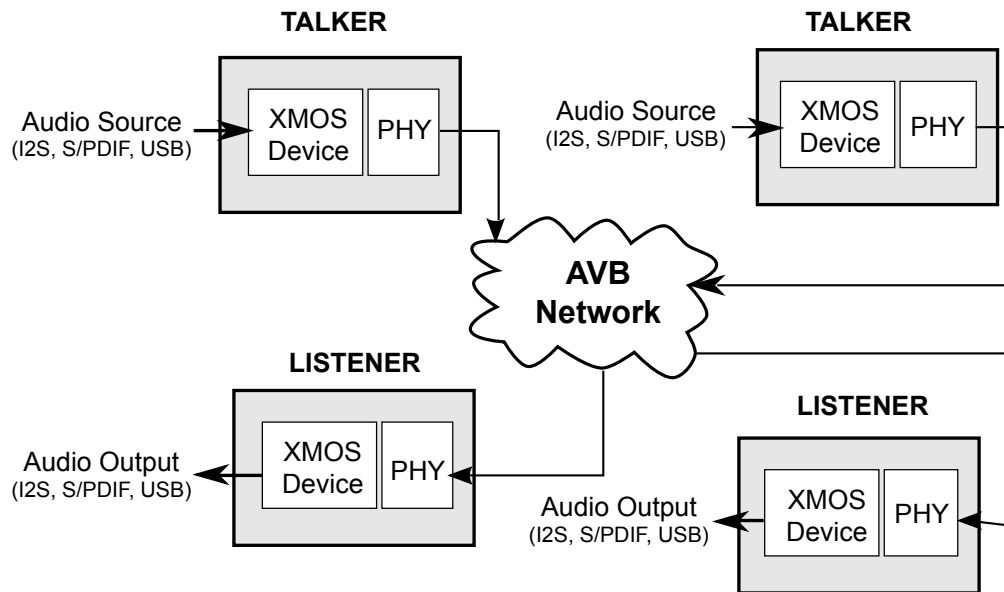 TALKER
Audio Source
(I2S, S/PDIF, USB)
XMOS
Device
PHY
TALKER
Audio Source
(I2S, S/PDIF, USB)
XMOS
Device
PHY
AVB
Network
LISTENER
Audio Output
(I2S, S/PDIF, USB)
XMOS
Device
PHY
LISTENER
Audio Output
(I2S, S/PDIF, USB)
XMOS
Device
PHY